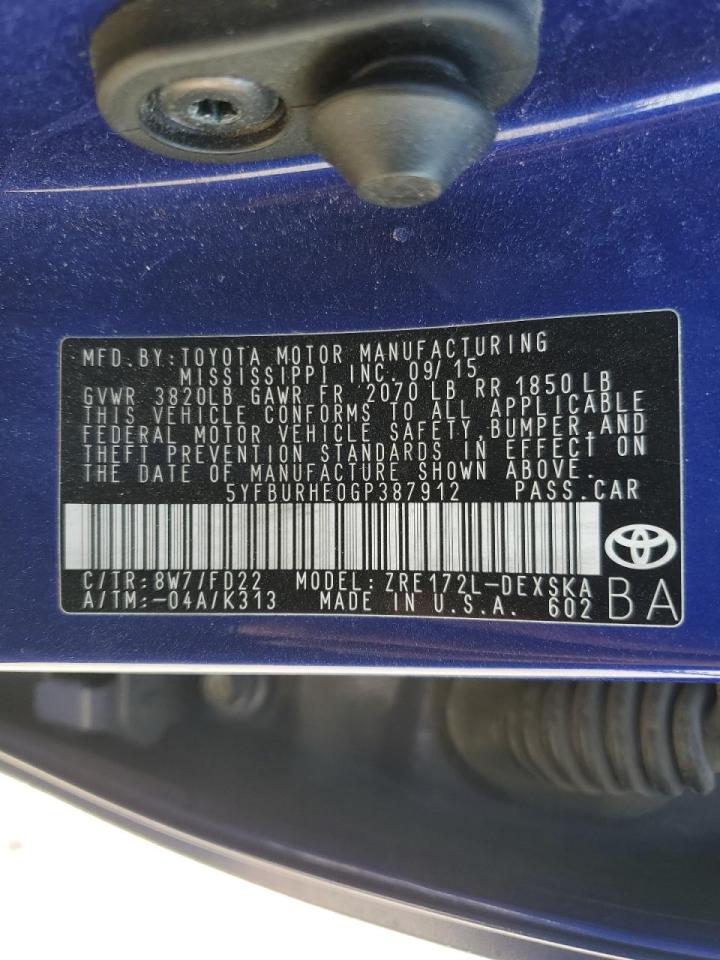 MFD.BY:TOYOTA MOTOR MANUFACTURING
MISSISSIPPI INC.09/15
GVWR 3820LB GAWR FR 2070 LB RR 1850 LB
THIS VEHICLE CONFORMS TO ALL APPLICABLE
FEDERAL MOTOR VEHICLE SAFETY,BUMPER,AND
THEFT PREVENTION STANDARDS IN EFFECT ON
THE DATE OF MANUFACTURE SHOWN ABOVE.
5YFBURHE0GP387912 PASS.CAR
C/TR:8W7/FD22 MODEL:ZRE172L-DEXSKA
A/TM:-04A/K313 MADE IN U.S.A. 602 BA